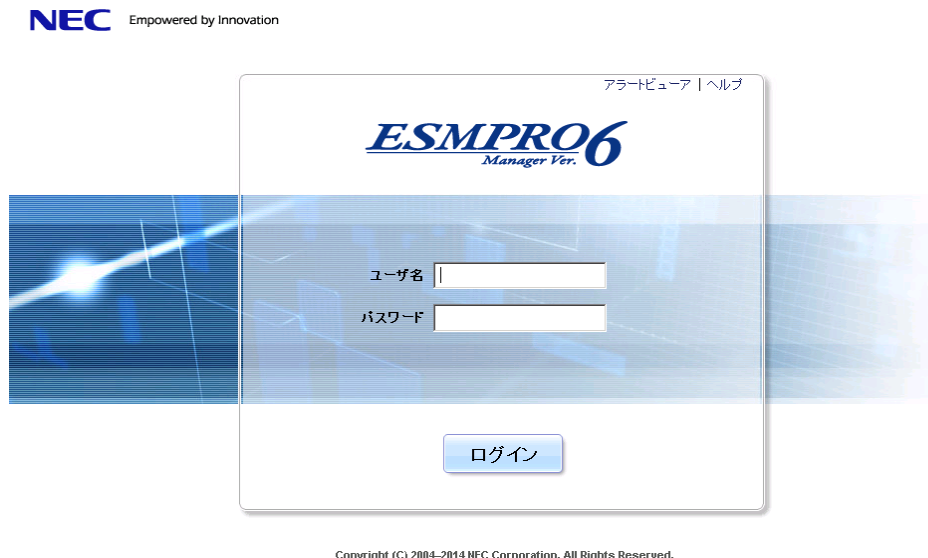 NEC Empowered by Innovation
アラートビューア | ヘルプ
ESMPRO6
Manager Ver.
ユーザ名
パスワード
ログイン
Copyright (C) 2004-2014 NEC Corporation. All Rights Reserved.